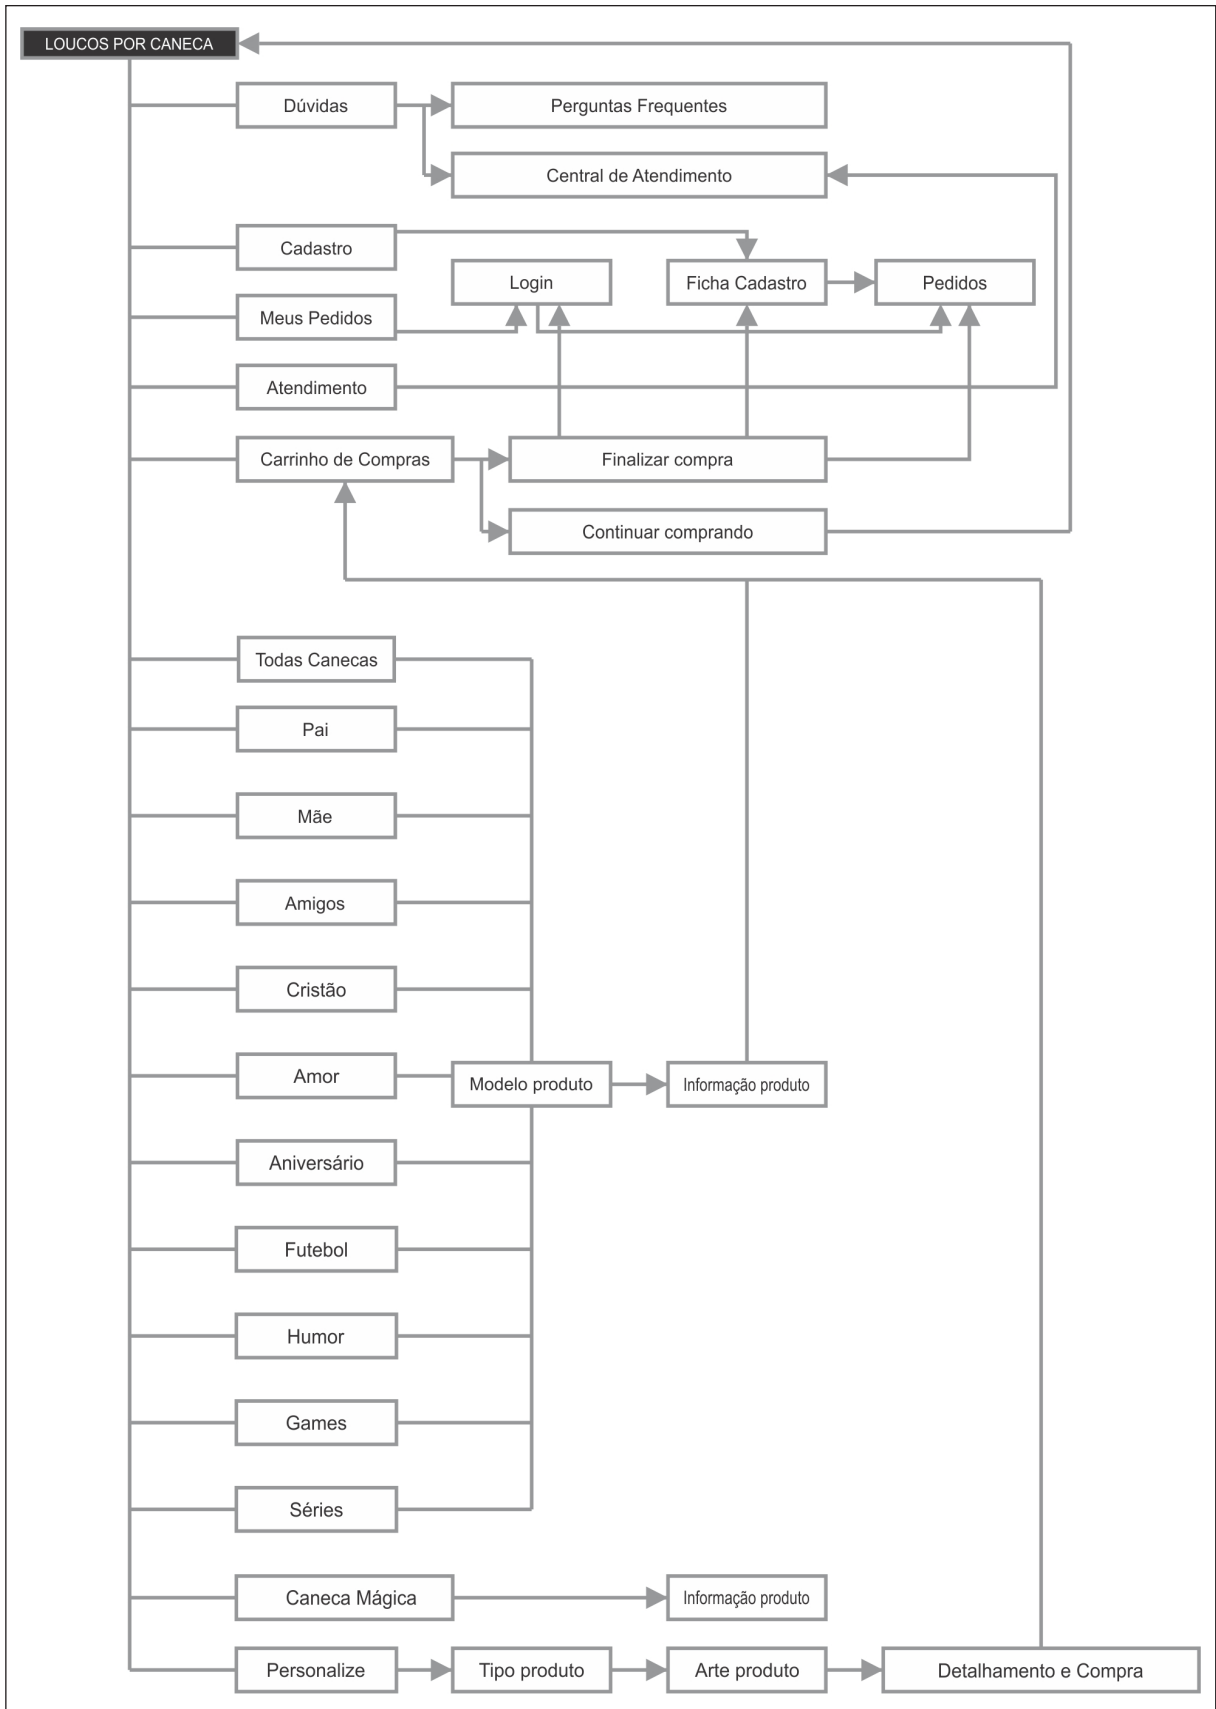 LOUCOS POR CANECA
Dúvidas
Perguntas Frequentes
Central de Atendimento
Cadastro
Login
Ficha Cadastro
Pedidos
Meus Pedidos
Atendimento
Carrinho de Compras
Finalizar compra
Continuar comprando
Todas Canecas
Pai
Mãe
Amigos
Cristão
Amor
Modelo produto
Informação produto
Aniversário
Futebol
Humor
Games
Séries
Caneca Mágica
Informação produto
Personalize
Tipo produto
Arte produto
Detalhamento e Compra